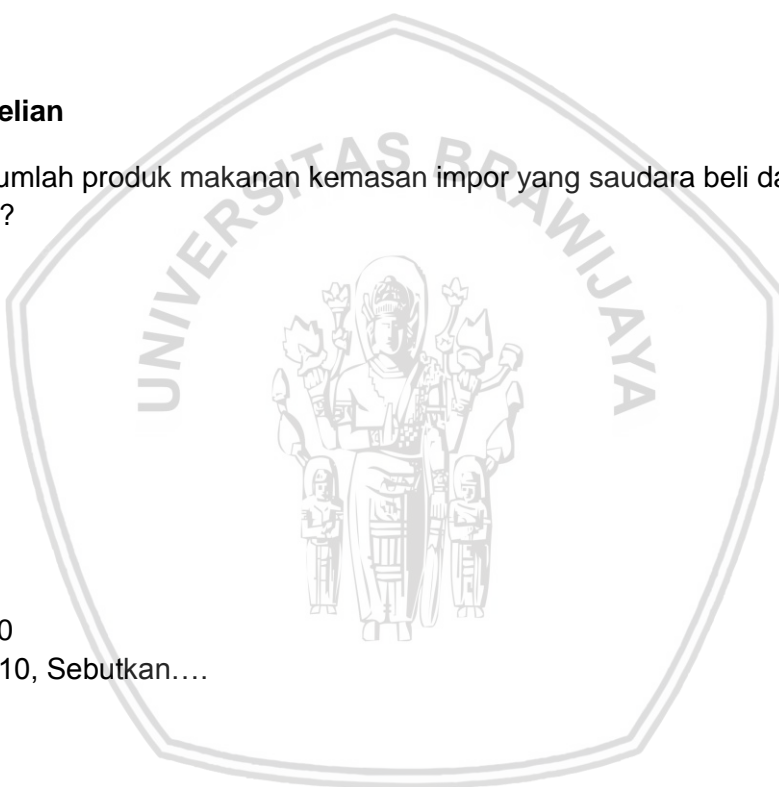 elian
umlah produk makanan kemasan impor yang saudara beli da
?
UNIVERSITAS BRAWIJAYA
0
10, Sebutkan....